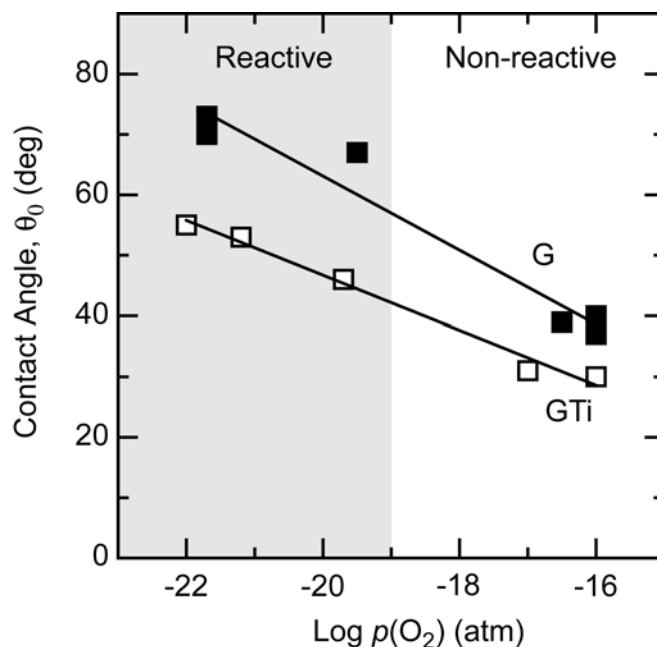 Reactive Non-reactive
80
60
40
20
0
G
GTi
-22 -20 -18 -16
Contact Angle, θ₀ (deg)
Log p(O₂) (atm)